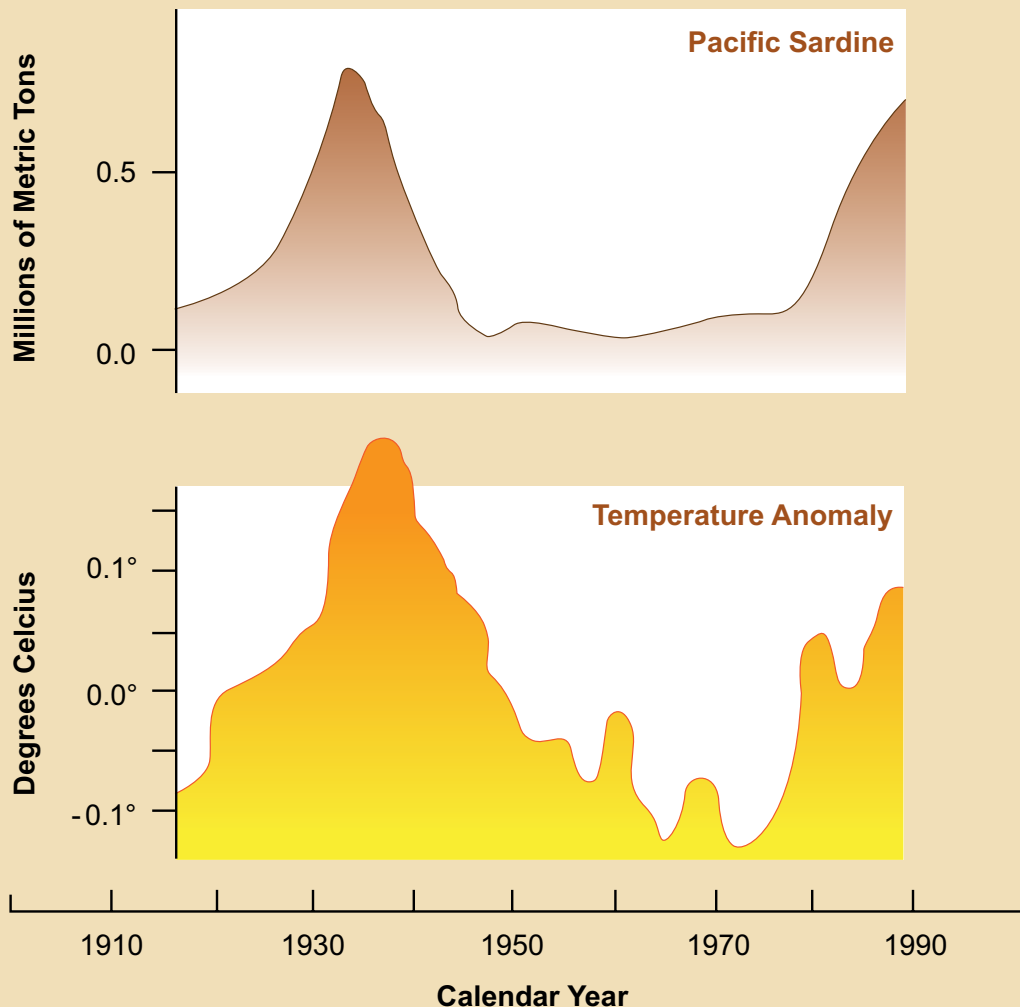 Pacific Sardine
Millions of Metric Tons
0.5
0.0
Temperature Anomaly
Degrees Celcius
0.1°
0.0°
-0.1°
1910 1930 1950 1970 1990
Calendar Year